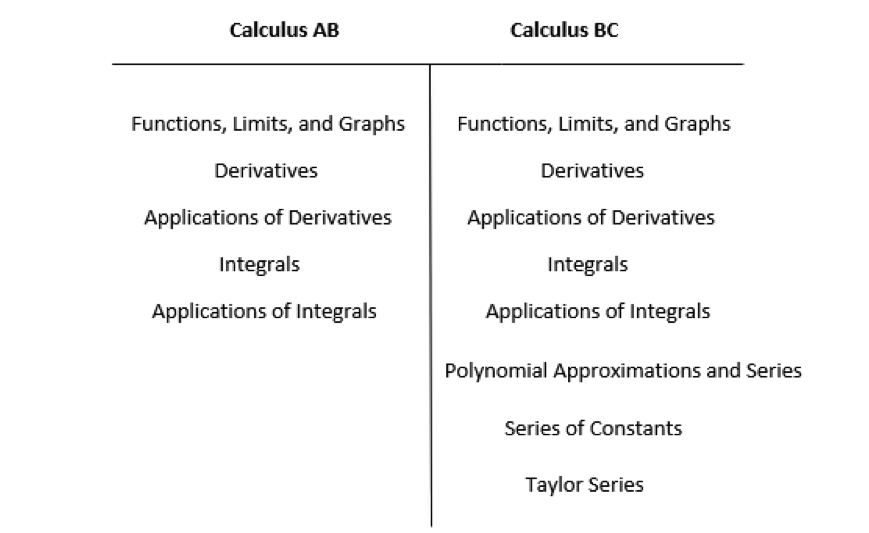 Calculus AB
Calculus BC
Functions, Limits, and Graphs
Functions, Limits, and Graphs
Derivatives
Derivatives
Applications of Derivatives
Applications of Derivatives
Integrals
Integrals
Applications of Integrals
Applications of Integrals
Polynomial Approximations and Series
Series of Constants
Taylor Series